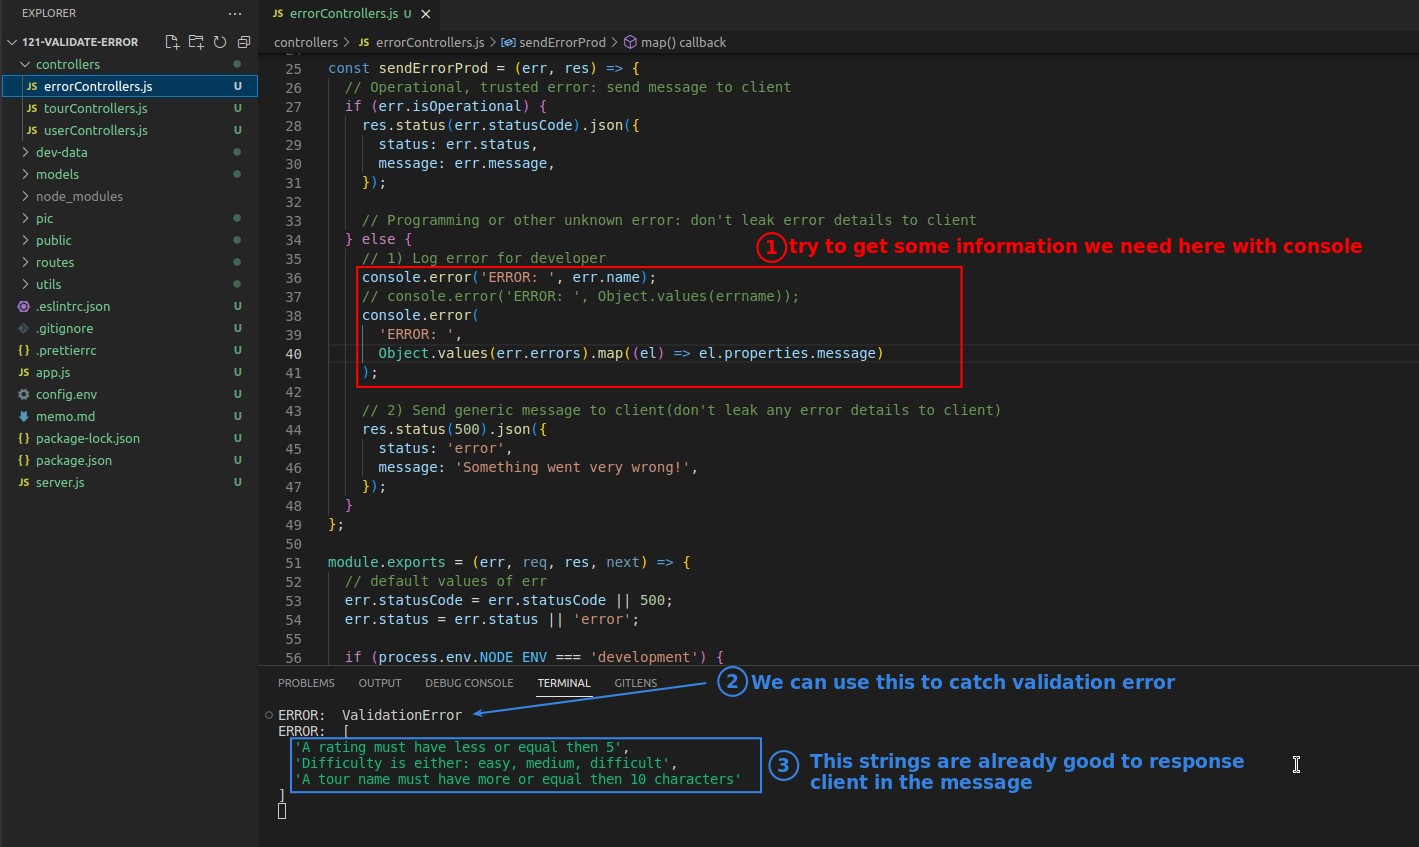 EXPLORER ...
121-VALIDATE-ERROR
controllers
JS errorControllers.js U
JS tourControllers.js U
JS userControllers.js U
dev-data
models
node_modules
pic
public
routes
utils
.eslintrc.json U
.gitignore U
{} .prettierrc U
JS app.js U
config.env U
memo.md U
{} package-lock.json U
{} package.json U
JS server.js U
JS errorControllers.js U
controllers > JS errorControllers.js > sendErrorProd > map() callback
25 const sendErrorProd = (err, res) => {
26 // Operational, trusted error: send message to client
27 if (err.isOperational) {
28 res.status(err.statusCode).json({
29 status: err.status,
30 message: err.message,
31 });
32
33 // Programming or other unknown error: don't leak error details to client
34 } else {
1 try to get some information we need here with console
35 // 1) Log error for developer
36 console.error('ERROR: ', err.name);
37 // console.error('ERROR: ', Object.values(errname));
38 console.error(
39 'ERROR: ',
40 Object.values(err.errors).map((el) => el.properties.message)
41 );
42
43 // 2) Send generic message to client(don't leak any error details to client)
44 res.status(500).json({
45 status: 'error',
46 message: 'Something went very wrong!',
47 });
48 }
49 };
50
51 module.exports = (err, req, res, next) => {
52 // default values of err
53 err.statusCode = err.statusCode || 500;
54 err.status = err.status || 'error';
55
56 if (process.env.NODE_ENV === 'development') {
PROBLEMS OUTPUT DEBUG CONSOLE TERMINAL GITLENS
2 We can use this to catch validation error
ERROR:  ValidationError
ERROR:  [
'A rating must have less or equal then 5',
'Difficulty is either: easy, medium, difficult',
'A tour name must have more or equal then 10 characters'
]
3 This strings are already good to response
client in the message